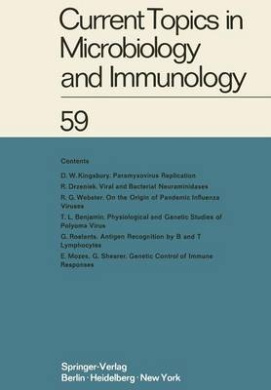 Current Topics in
Microbiology
and Immunology
59
Contents
D. W. Kingsbury. Paramyxovirus Replication
R. Drzeniek. Viral and Bacterial Neuraminidases
R. G. Webster. On the Origin of Pandemic Influenza
Viruses
T. L. Benjamin. Physiological and Genetic Studies of
Polyoma Virus
G. Roelants. Antigen Recognition by B and T
Lymphocytes
E. Mozes. G. Shearer. Genetic Control of Immune
Responses
Springer-Verlag
Berlin · Heidelberg · New York